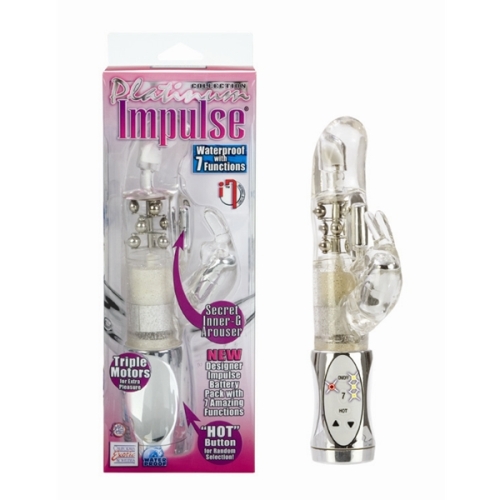 COLLECTION
Platinum
Impulse®
Waterproof
with
7 Functions
i7
Secret
Inner-G
Arouser
Triple
Motors
for Extra
Pleasure
NEW
Designer
Impulse
Battery
Pack with
7 Amazing
Functions
"HOT"
Button
for Random
Selection!
7
HOT